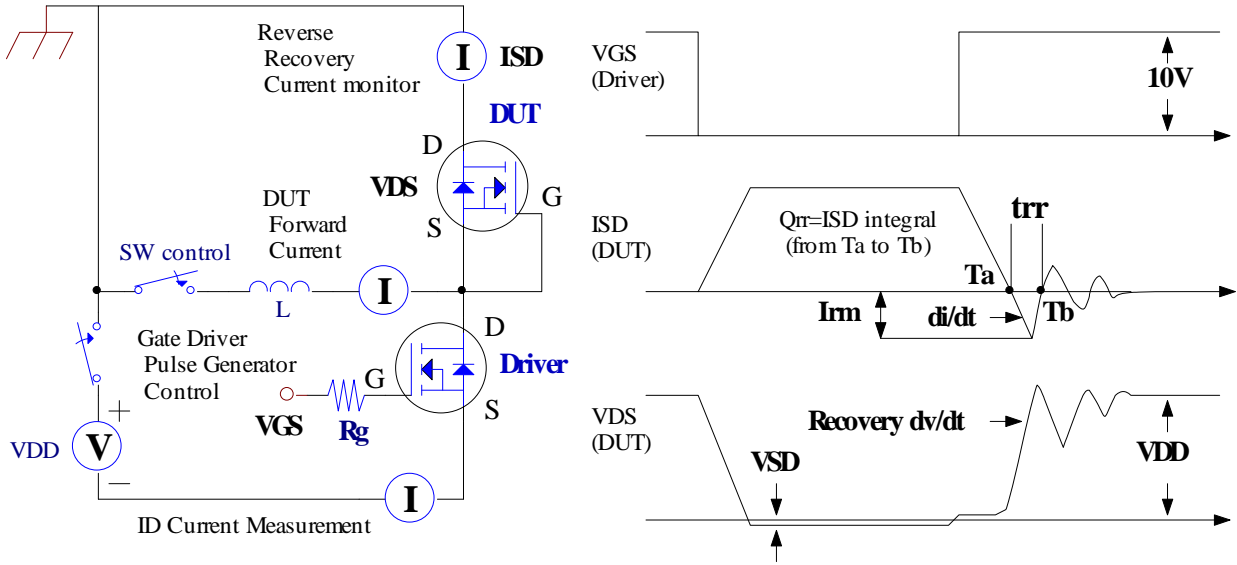 Reverse
Recovery
Current monitor
I
ISD
DUT
D
VDS
G
S
DUT
Forward
Current
SW control
L
I
Gate Driver
Pulse Generator
Control
D
Driver
G
S
VGS
Rg
+
VDD
V
—
I
ID Current Measurement
VGS
(Driver)
10V
ISD
(DUT)
Qrr=ISD integral
(from Ta to Tb)
trr
Ta
Tb
Irm
di/dt
VDS
(DUT)
Recovery dv/dt
VSD
VDD